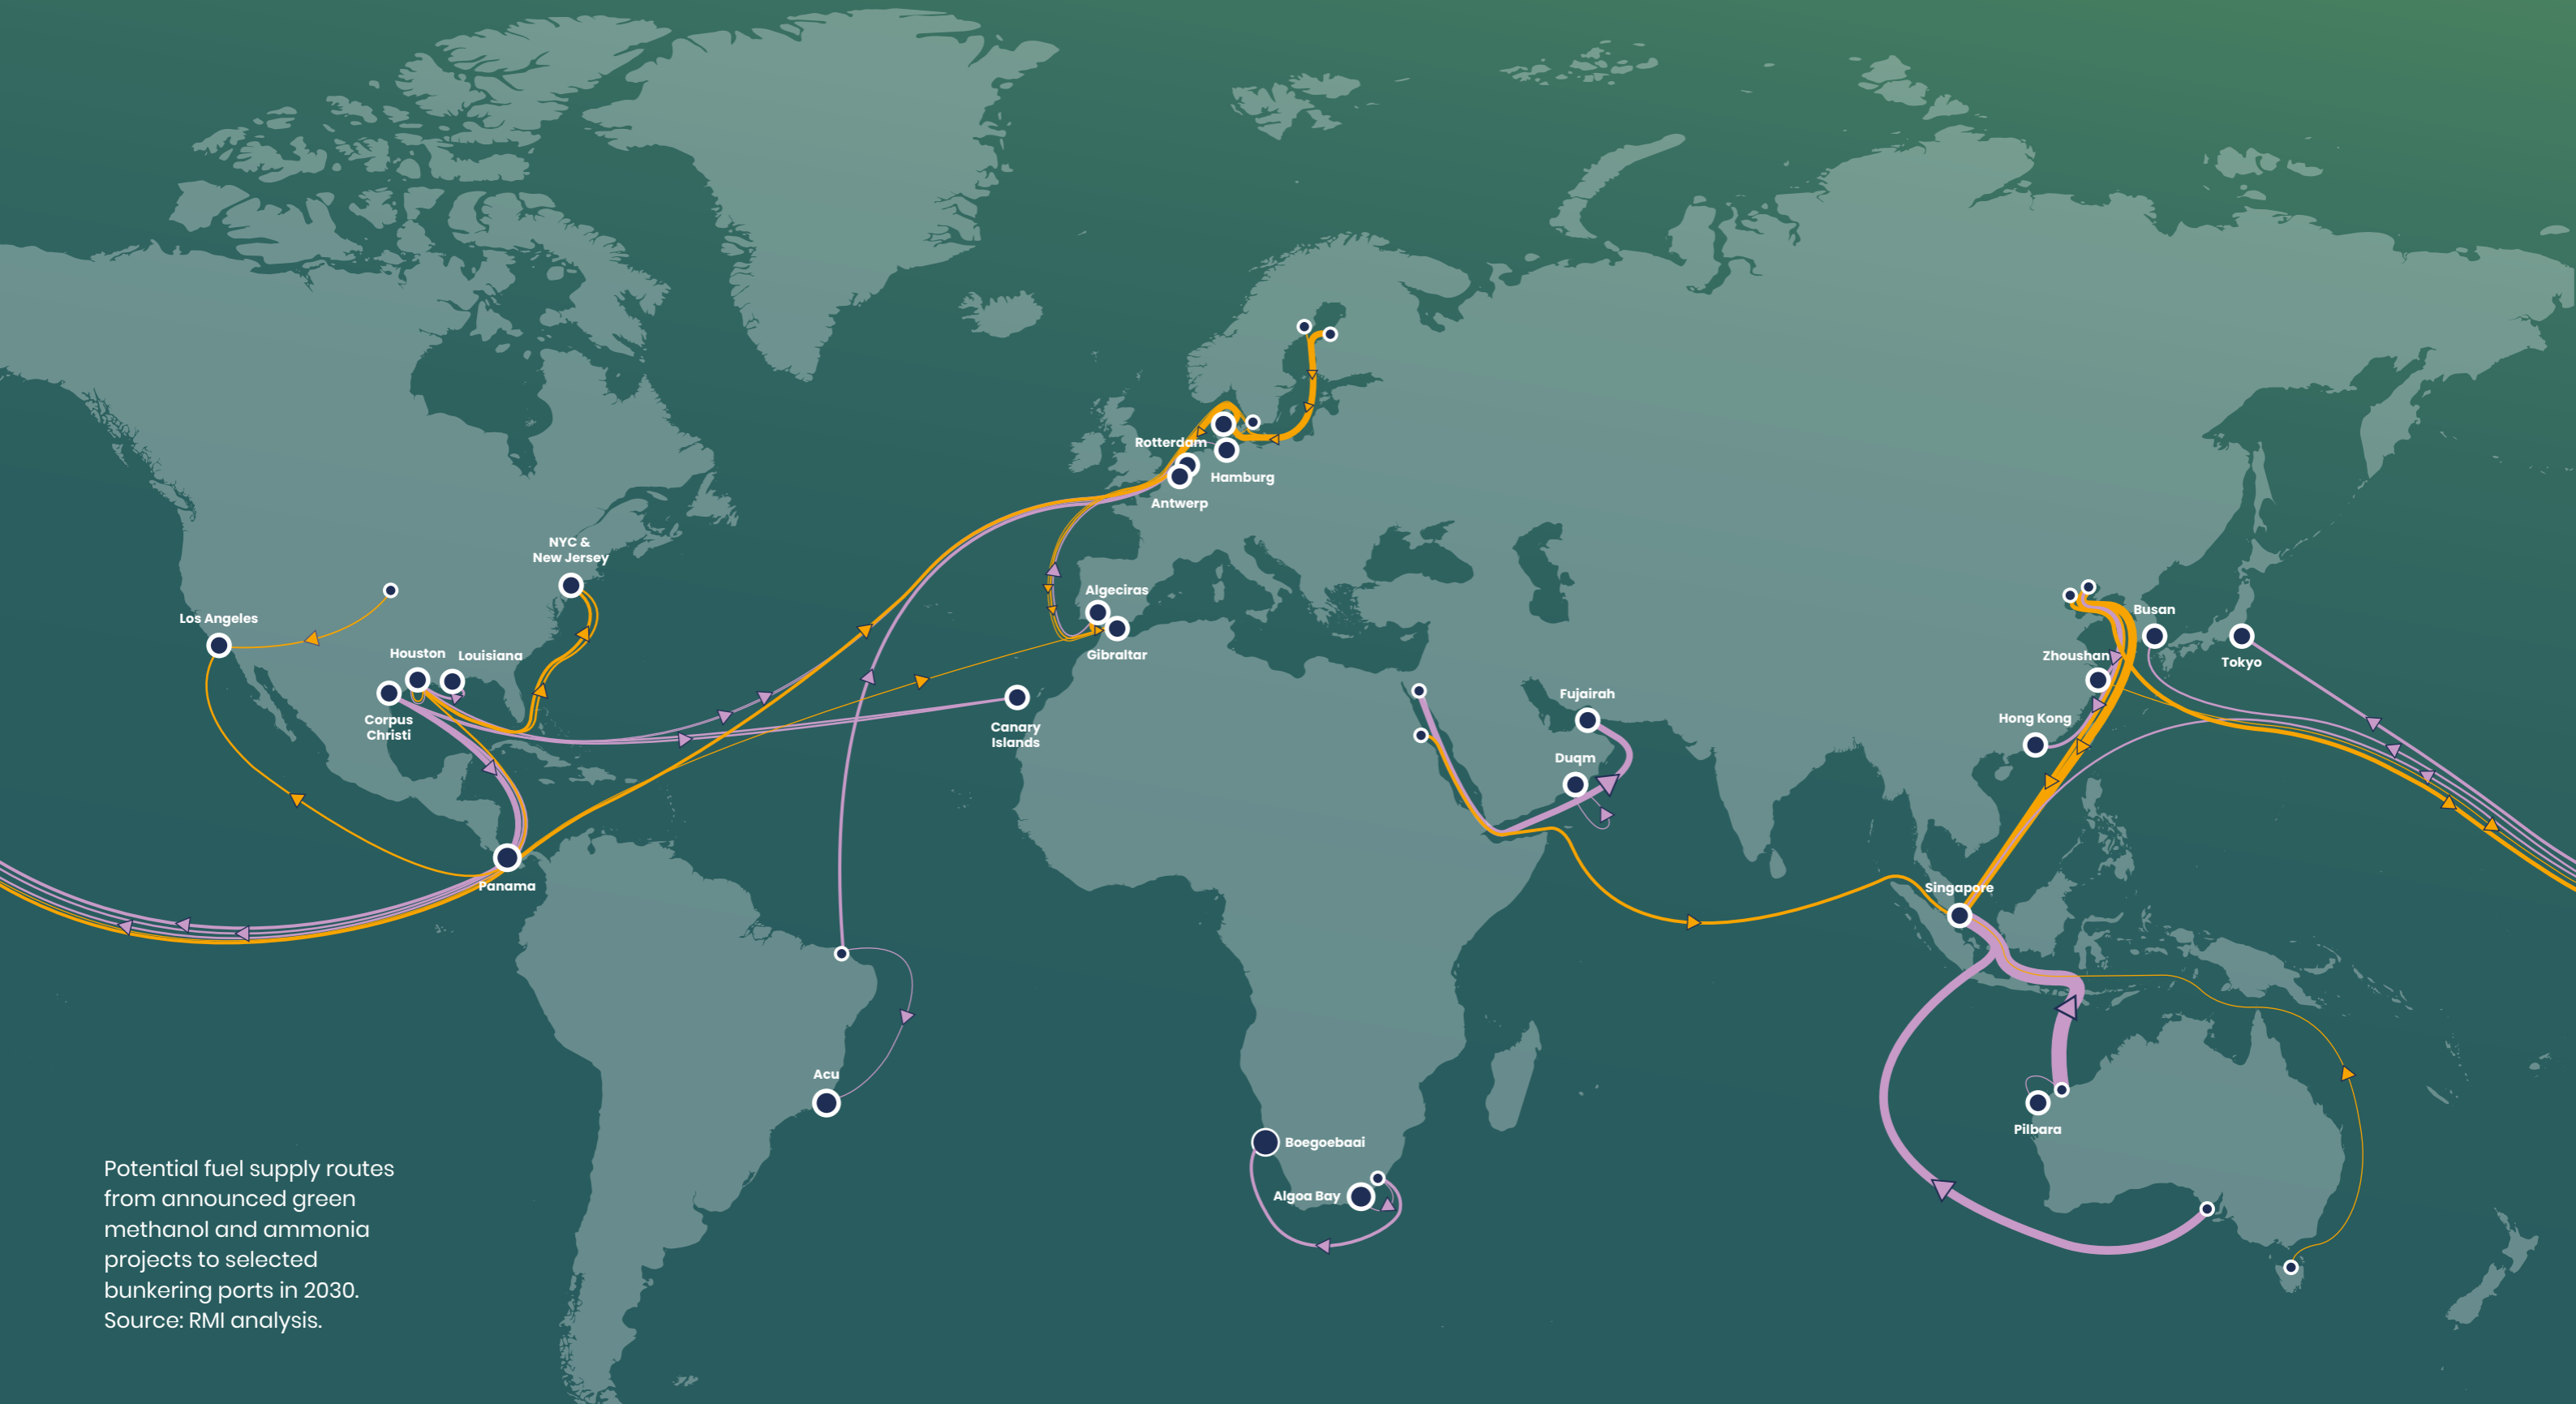 Rotterdam
Hamburg
Antwerp
NYC &
New Jersey
Algeciras
Los Angeles
Busan
Houston
Louisiana
Gibraltar
Zhoushan
Tokyo
Fujairah
Corpus
Christi
Canary
Islands
Hong Kong
Duqm
Panama
Singapore
Acu
Pilbara
Boegoebaai
Algoa Bay
Potential fuel supply routes
from announced green
methanol and ammonia
projects to selected
bunkering ports in 2030.
Source: RMI analysis.